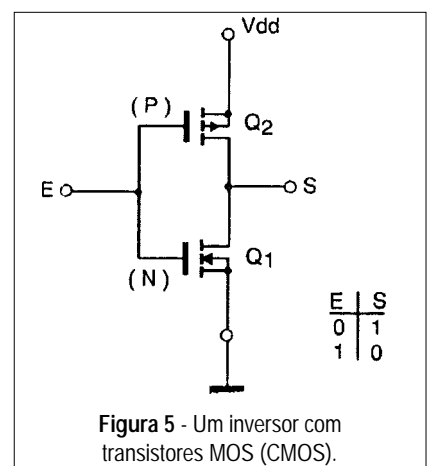 Vdd
(P)
Q2
E
S
(N)
Q1
E S
0 1
1 0
Figura 5 - Um inversor com
transistores MOS (CMOS).